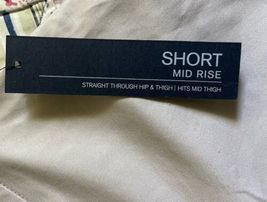 SHORT
MID RISE
STRAIGHT THROUGH HIP & THIGH | HITS MID THIGH